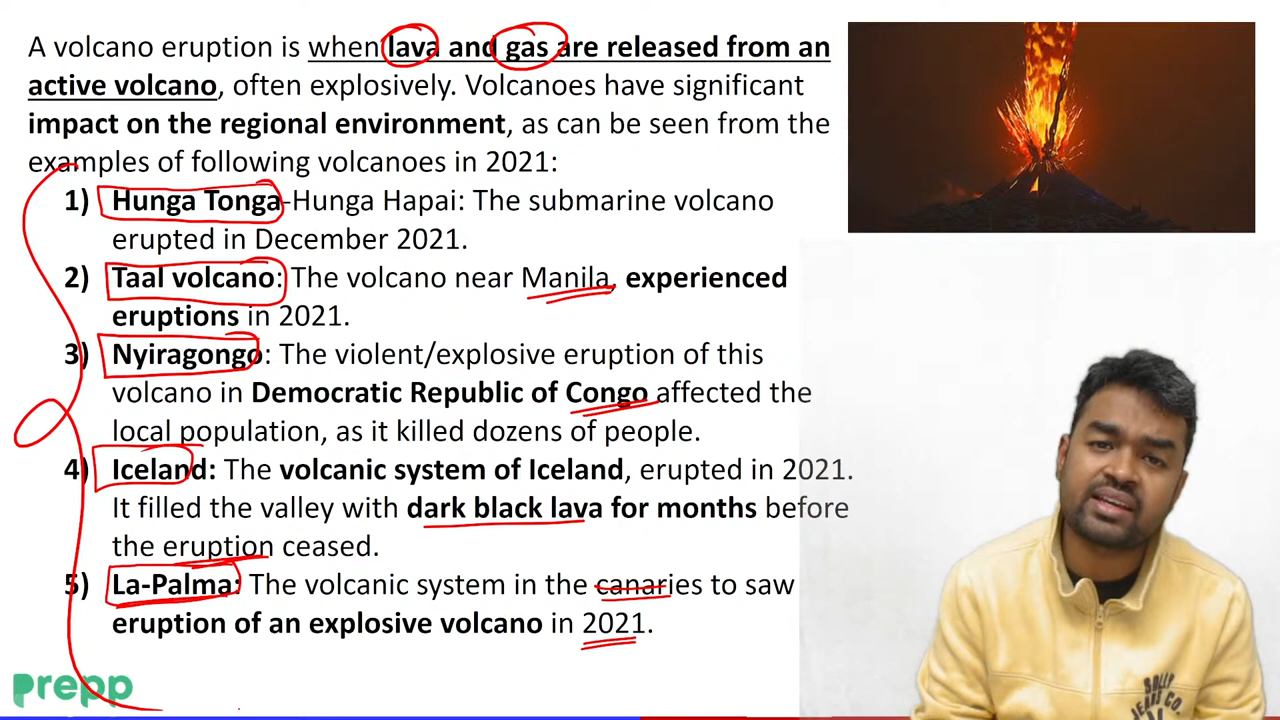 A volcano eruption is when lava and gas are released from an
active volcano, often explosively. Volcanoes have significant
impact on the regional environment, as can be seen from the
examples of following volcanoes in 2021:
1) Hunga Tonga-Hunga Hapai: The submarine volcano
erupted in December 2021.
2) Taal volcano: The volcano near Manila, experienced
eruptions in 2021.
3) Nyiragongo: The violent/explosive eruption of this
volcano in Democratic Republic of Congo affected the
local population, as it killed dozens of people.
4) Iceland: The volcanic system of Iceland, erupted in 2021.
It filled the valley with dark black lava for months before
the eruption ceased.
5) La-Palma: The volcanic system in the canaries to saw
eruption of an explosive volcano in 2021.
prepp
JEANS CO.